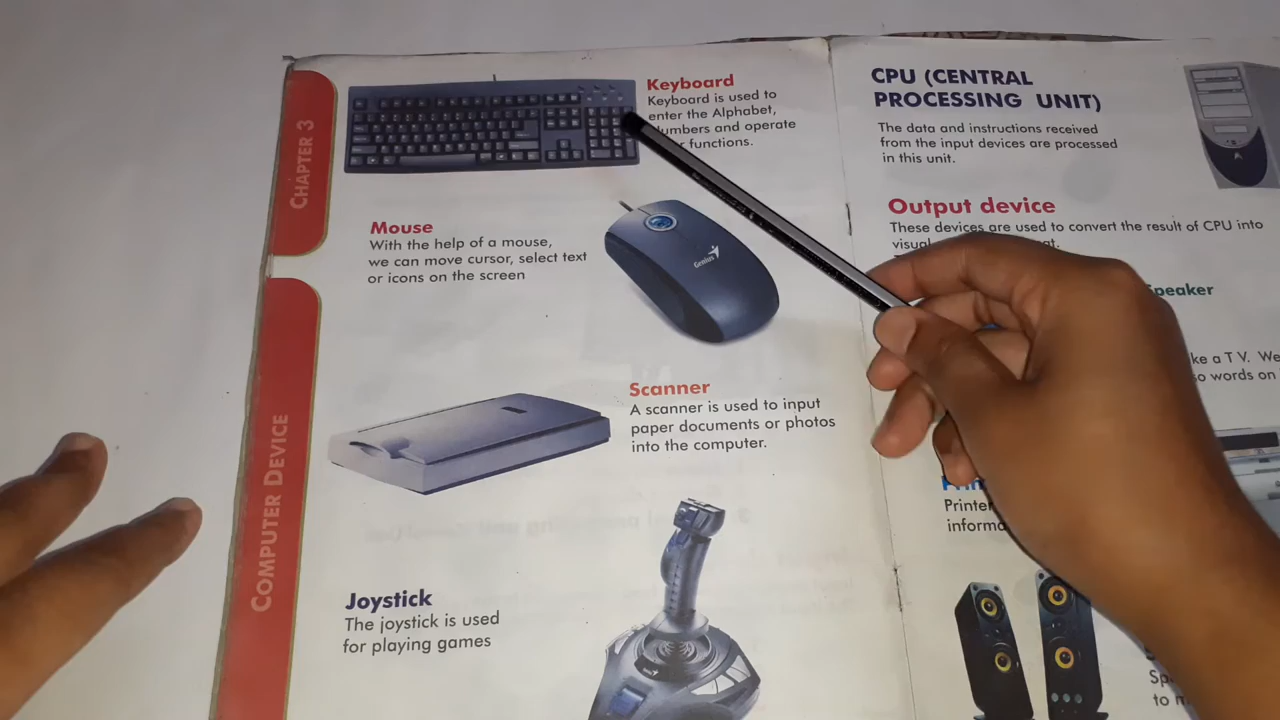 CHAPTER 3
COMPUTER DEVICE
Keyboard
Keyboard is used to
enter the Alphabet,
numbers and operate
functions.
Mouse
With the help of a mouse,
we can move cursor, select text
or icons on the screen
Genius
Scanner
A scanner is used to input
paper documents or photos
into the computer.
Joystick
The joystick is used
for playing games
CPU (CENTRAL
PROCESSING UNIT)
The data and instructions received
from the input devices are processed
in this unit.
Output device
These devices are used to convert the result of CPU into
visual
Speaker
a T V. We
words on
Printer